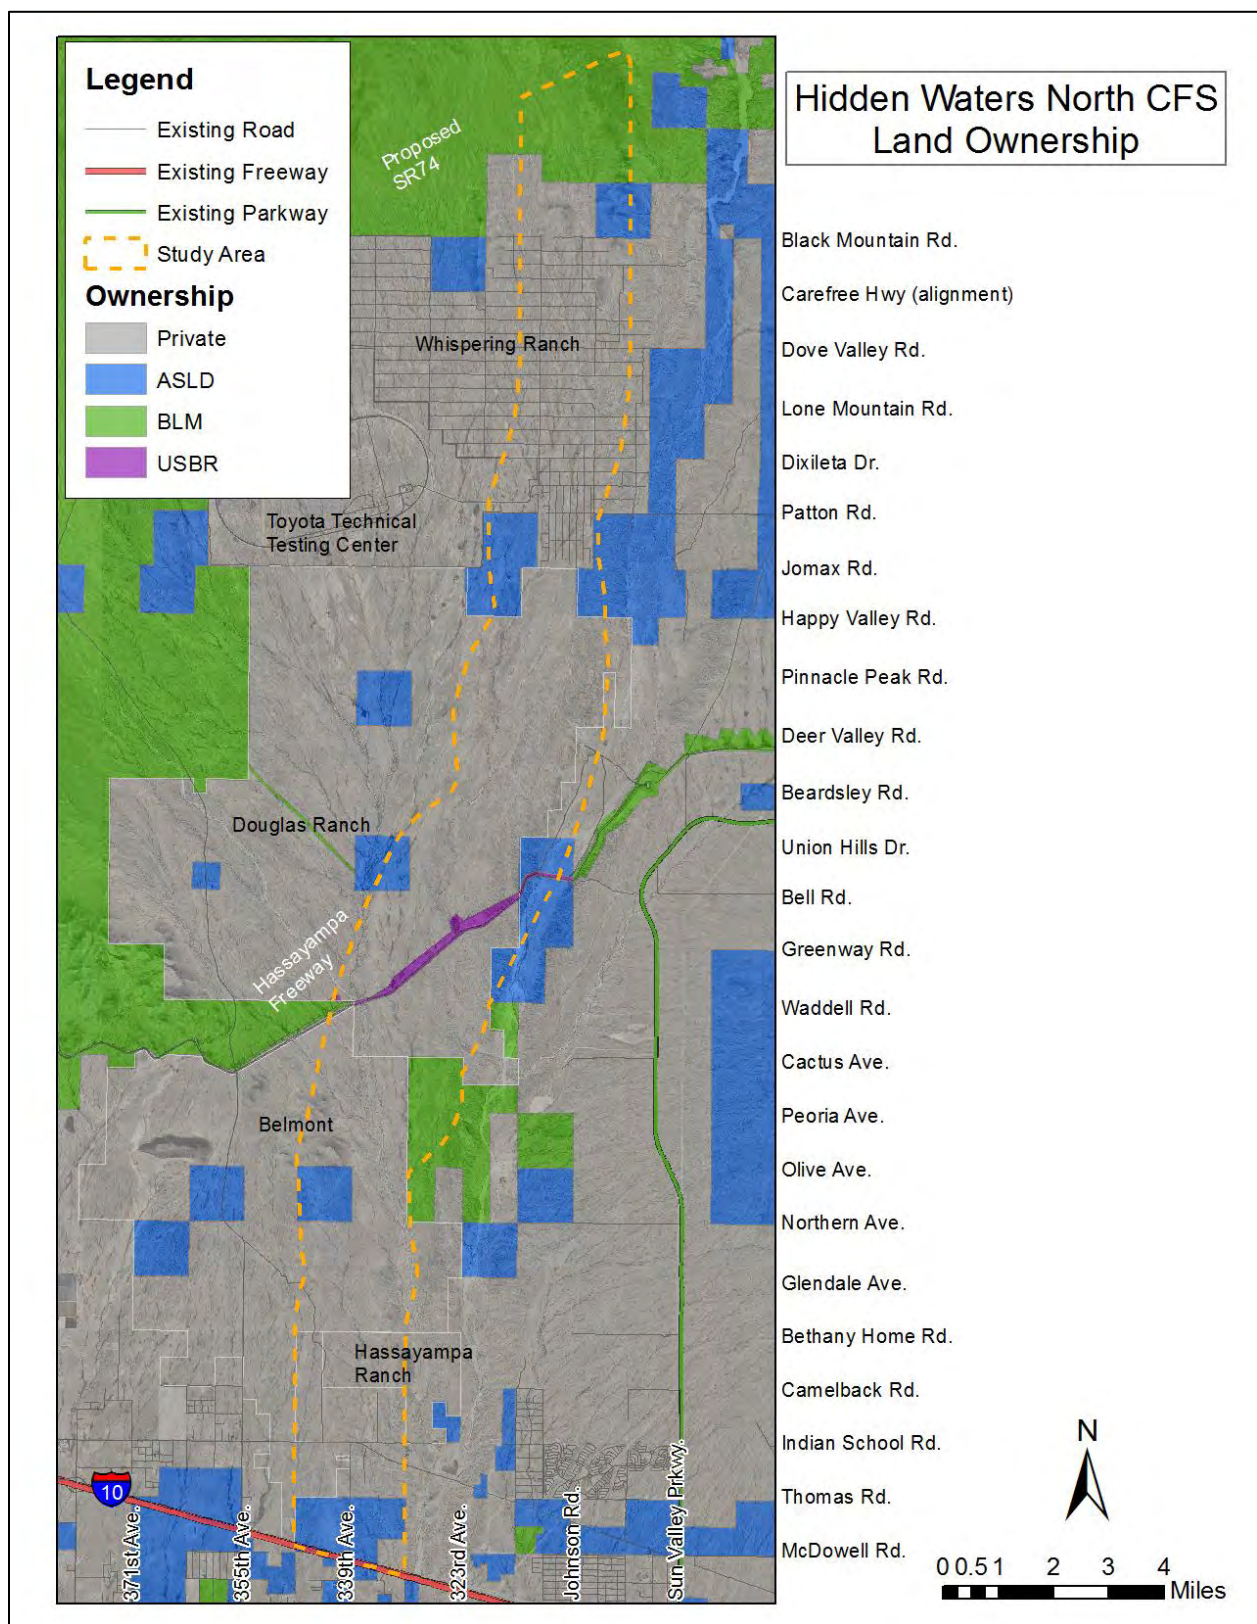 Hidden Waters North CFS
Land Ownership
Legend
Existing Road
Existing Freeway
Existing Parkway
Study Area
Ownership
Private
ASLD
BLM
USBR
Proposed
SR74
Whispering Ranch
Toyota Technical
Testing Center
Douglas Ranch
Hassayampa
Freeway
Belmont
Hassayampa
Ranch
10
371st Ave.
355th Ave.
339th Ave.
323rd Ave.
Johnson Rd.
Sun Valley Prkwy.
Black Mountain Rd.
Carefree Hwy (alignment)
Dove Valley Rd.
Lone Mountain Rd.
Dixileta Dr.
Patton Rd.
Jomax Rd.
Happy Valley Rd.
Pinnacle Peak Rd.
Deer Valley Rd.
Beardsley Rd.
Union Hills Dr.
Bell Rd.
Greenway Rd.
Waddell Rd.
Cactus Ave.
Peoria Ave.
Olive Ave.
Northern Ave.
Glendale Ave.
Bethany Home Rd.
Camelback Rd.
Indian School Rd.
Thomas Rd.
McDowell Rd.
N
0 0.5 1 2 3 4
Miles